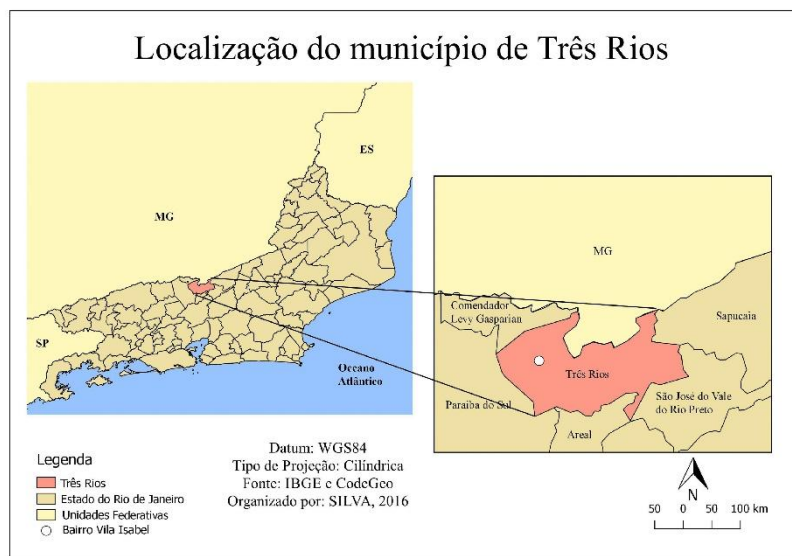 Localização do município de Três Rios
ES
MG
SP
Oceano
Atlântico
MG
Comendador
Levy Gasparian
Sapucaia
Três Rios
Paraíba do Sul
São José do Vale
do Rio Preto
Areal
Legenda
Três Rios
Estado do Rio de Janeiro
Unidades Federativas
Bairro Vila Isabel
Datum: WGS84
Tipo de Projeção: Cilíndrica
Fonte: IBGE e CodeGeo
Organizado por: SILVA, 2016
N
50 0 50 100 km